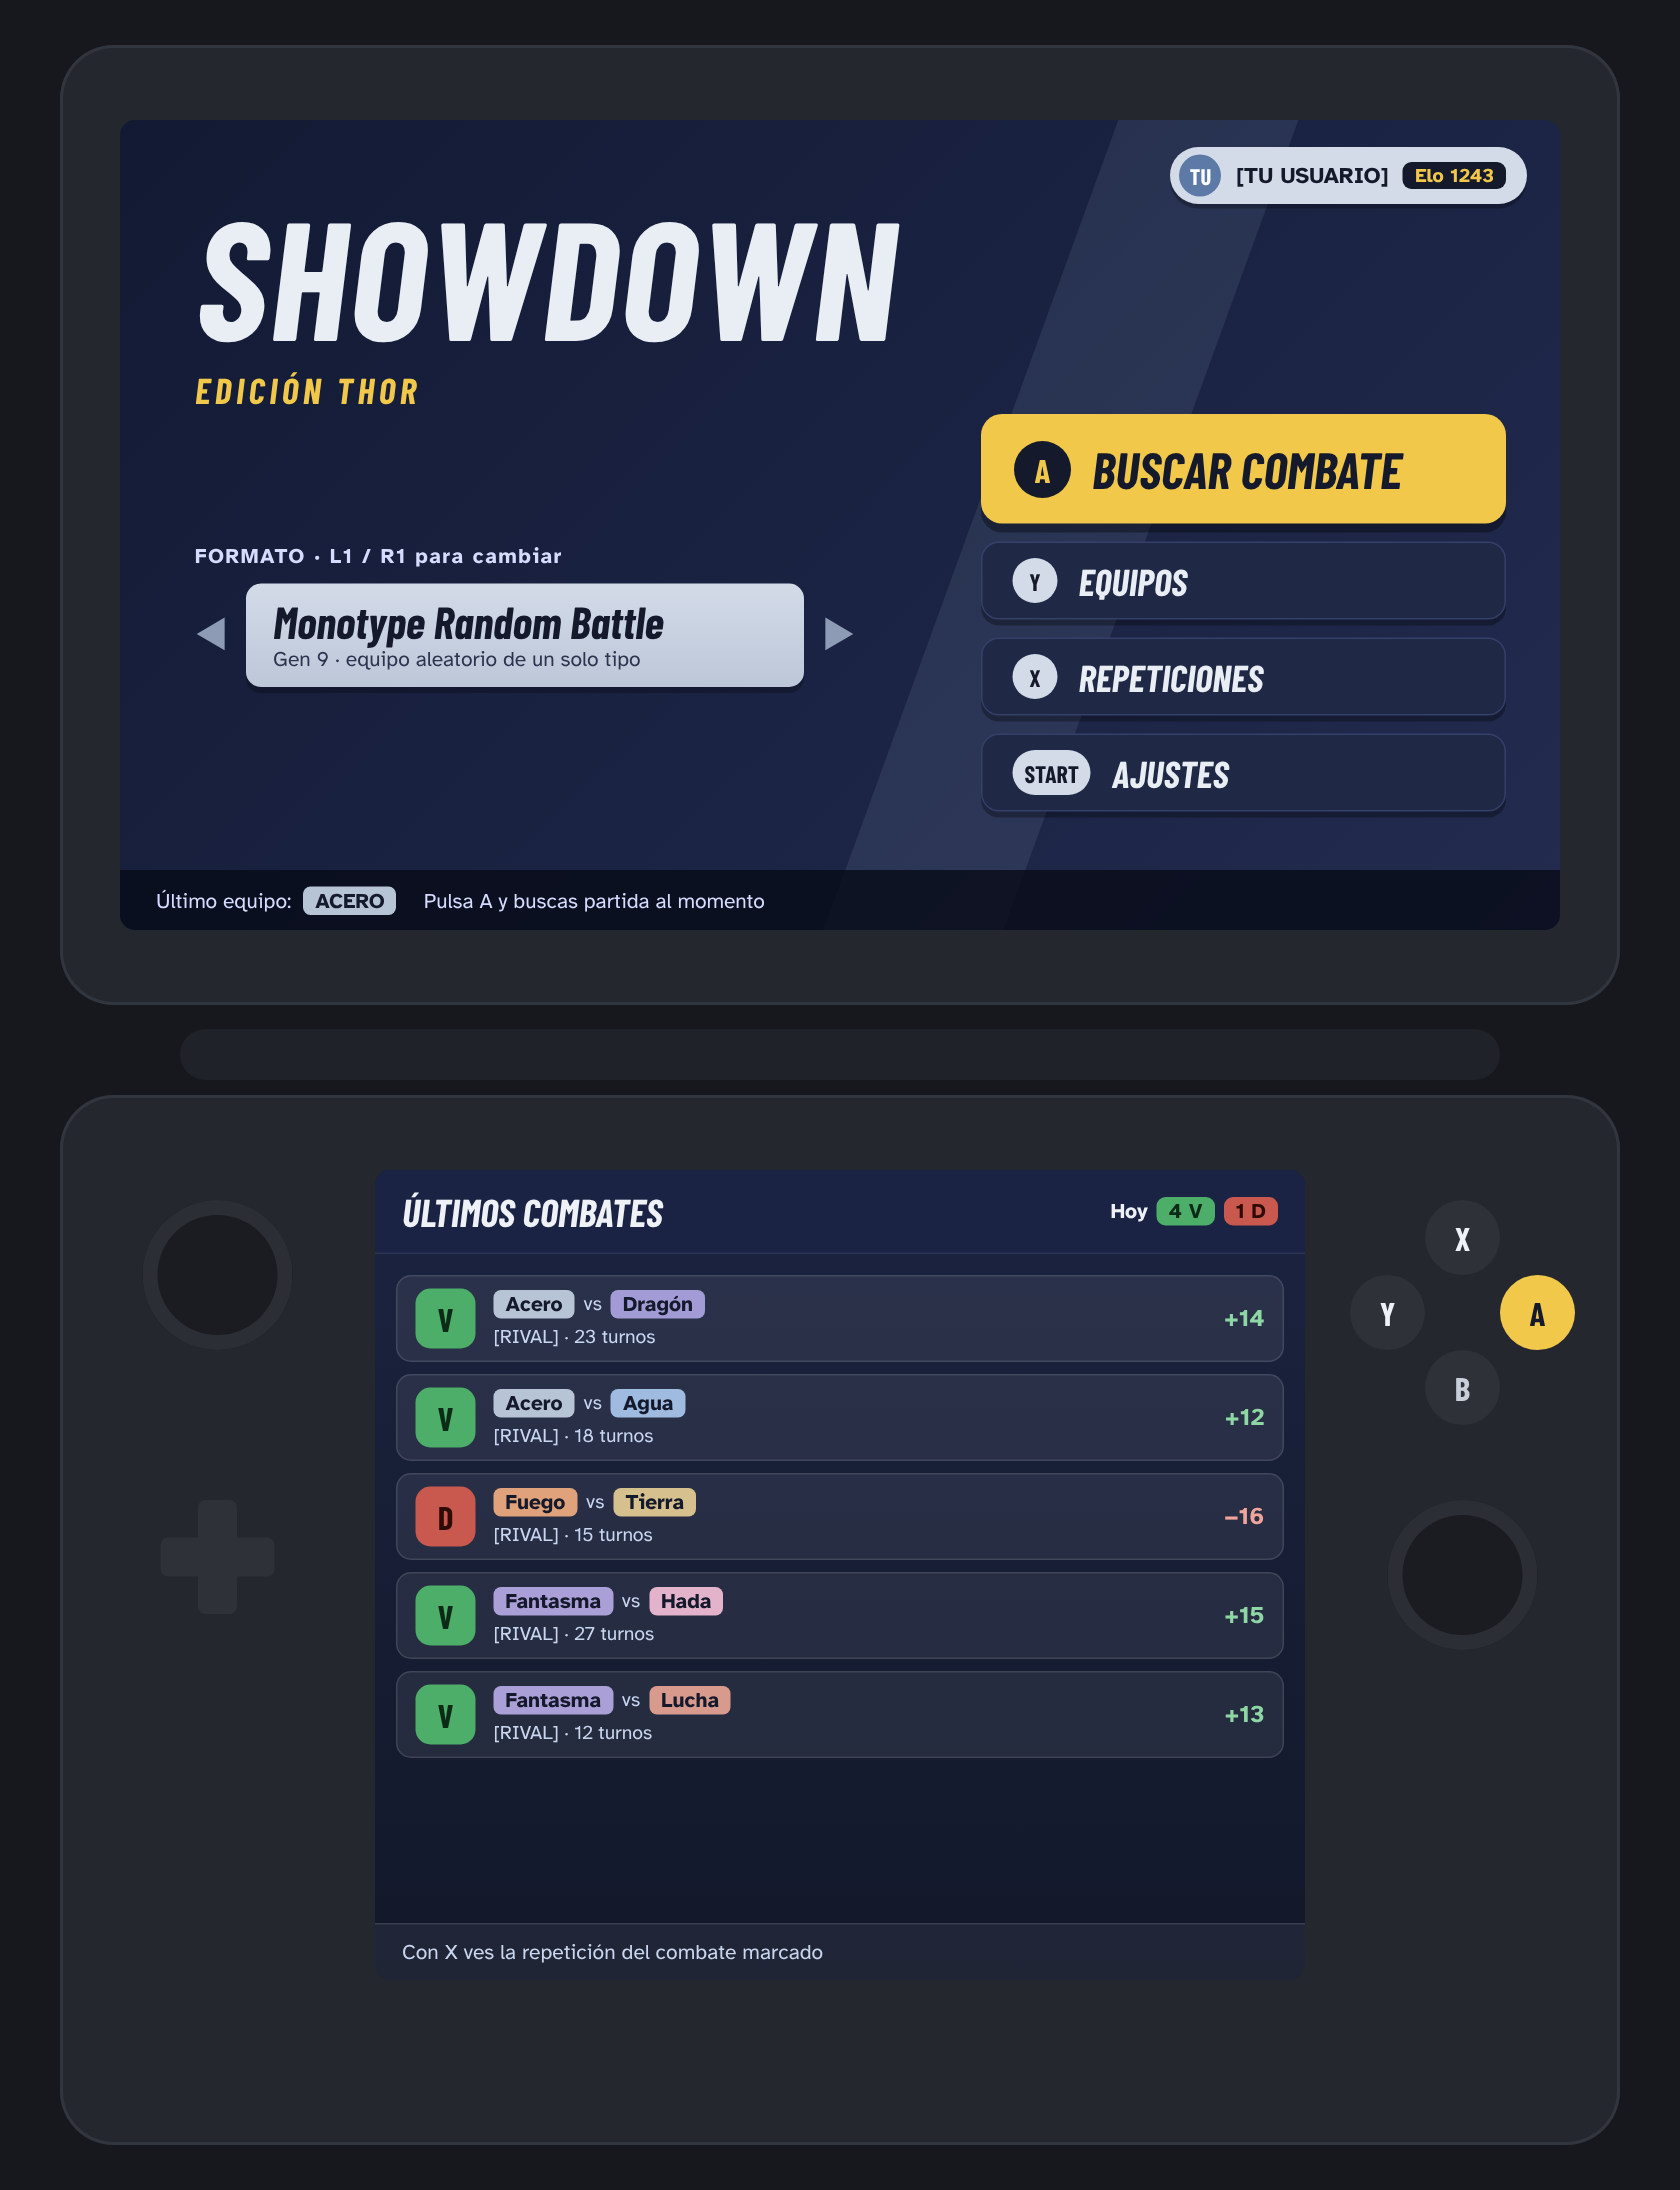 TU [TU USUARIO] Elo 1243
SHOWDOWN
EDICIÓN THOR
FORMATO · L1 / R1 para cambiar
Monotype Random Battle
Gen 9 · equipo aleatorio de un solo tipo
A BUSCAR COMBATE
Y EQUIPOS
X REPETICIONES
START AJUSTES
Último equipo: ACERO Pulsa A y buscas partida al momento
ÚLTIMOS COMBATES Hoy 4 V 1 D
V Acero vs Dragón +14
[RIVAL] · 23 turnos
V Acero vs Agua +12
[RIVAL] · 18 turnos
D Fuego vs Tierra −16
[RIVAL] · 15 turnos
V Fantasma vs Hada +15
[RIVAL] · 27 turnos
V Fantasma vs Lucha +13
[RIVAL] · 12 turnos
Con X ves la repetición del combate marcado
X
Y A
B